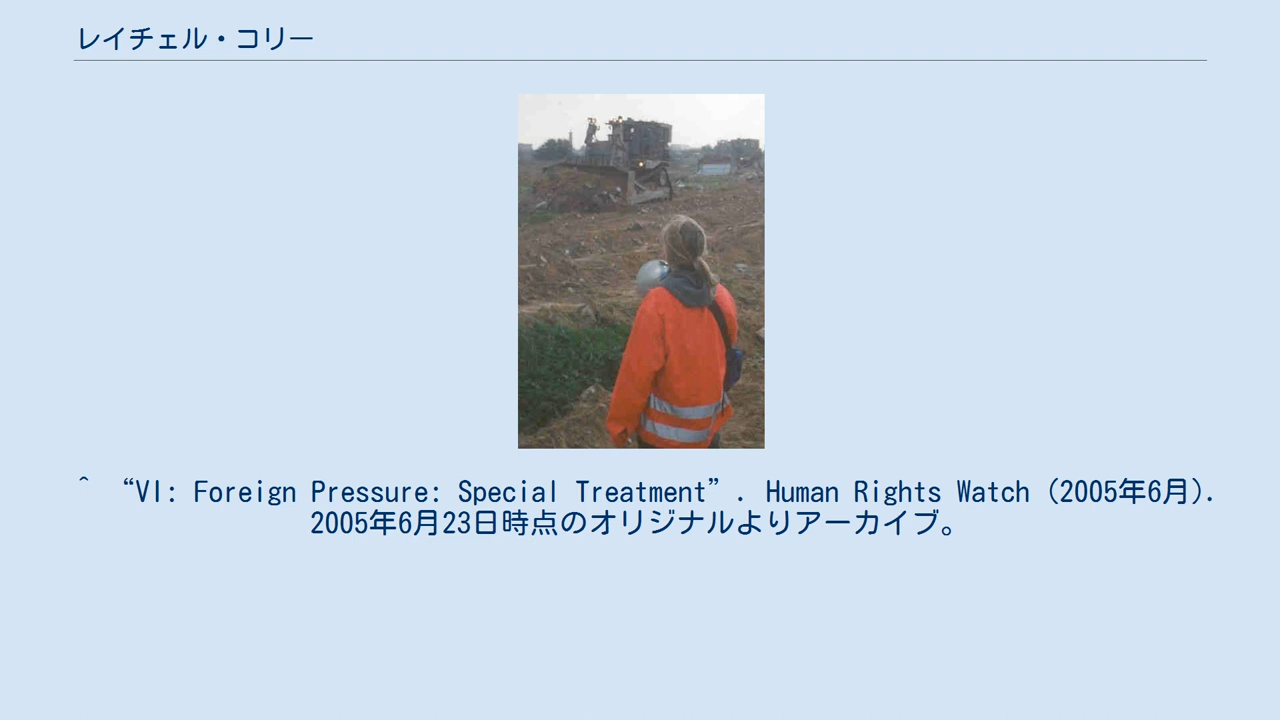 レイチェル・コリー
^ “VI: Foreign Pressure: Special Treatment”. Human Rights Watch (2005年6月).
2005年6月23日時点のオリジナルよりアーカイブ。